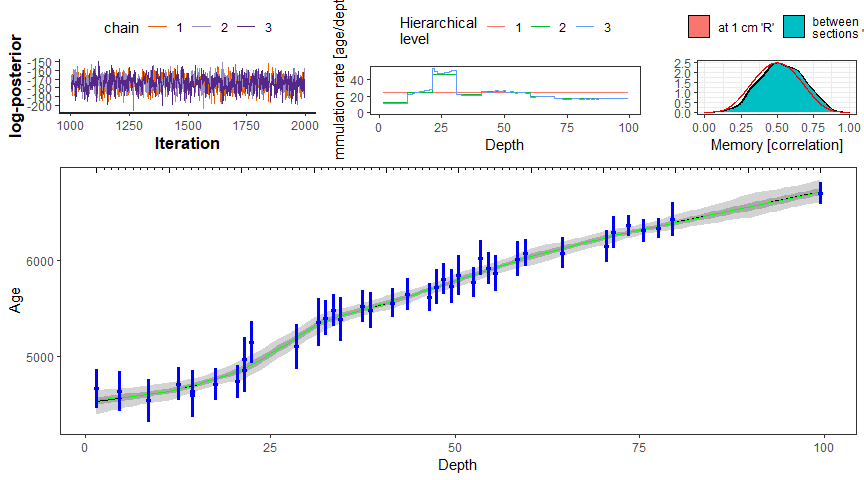 chain 1 2 3
log-posterior
-150
-160
-170
-180
-190
-200
1000 1250 1500 1750 2000
Iteration
Hierarchical
level 1 2 3
mmulation rate [age/dept
40
20
0
0 25 50 75 100
Depth
at 1 cm 'R' between
sections '
2.5
2.0
1.5
1.0
0.5
0.0
0.00 0.25 0.50 0.75 1.00
Memory [correlation]
Age
6000
5000
0 25 50 75 100
Depth